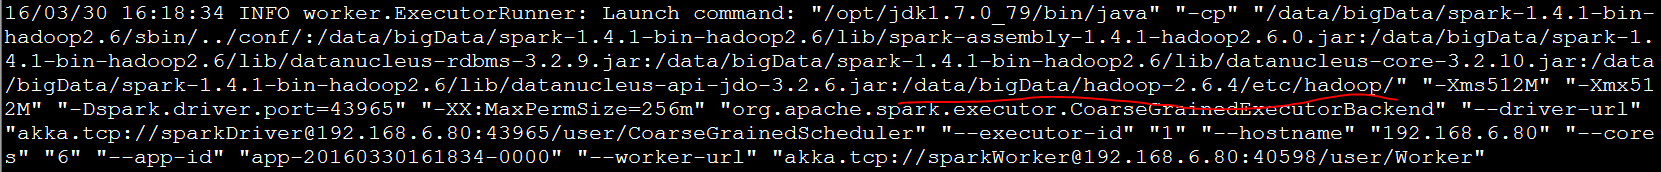 16/03/30 16:18:34 INFO worker.ExecutorRunner: Launch command: "/opt/jdk1.7.0_79/bin/java" "-cp" "/data/bigData/spark-1.4.1-bin-
hadoop2.6/sbin/../conf/:/data/bigData/spark-1.4.1-bin-hadoop2.6/lib/spark-assembly-1.4.1-hadoop2.6.0.jar:/data/bigData/spark-1.
4.1-bin-hadoop2.6/lib/datanucleus-rdbms-3.2.9.jar:/data/bigData/spark-1.4.1-bin-hadoop2.6/lib/datanucleus-core-3.2.10.jar:/data
/bigData/spark-1.4.1-bin-hadoop2.6/lib/datanucleus-api-jdo-3.2.6.jar:/data/bigData/hadoop-2.6.4/etc/hadoop/" "-Xms512M" "-Xmx51
2M" "-Dspark.driver.port=43965" "-XX:MaxPermSize=256m" "org.apache.spark.executor.CoarseGrainedExecutorBackend" "--driver-url"
"akka.tcp://sparkDriver@192.168.6.80:43965/user/CoarseGrainedScheduler" "--executor-id" "1" "--hostname" "192.168.6.80" "--core
s" "6" "--app-id" "app-20160330161834-0000" "--worker-url" "akka.tcp://sparkWorker@192.168.6.80:40598/user/Worker"